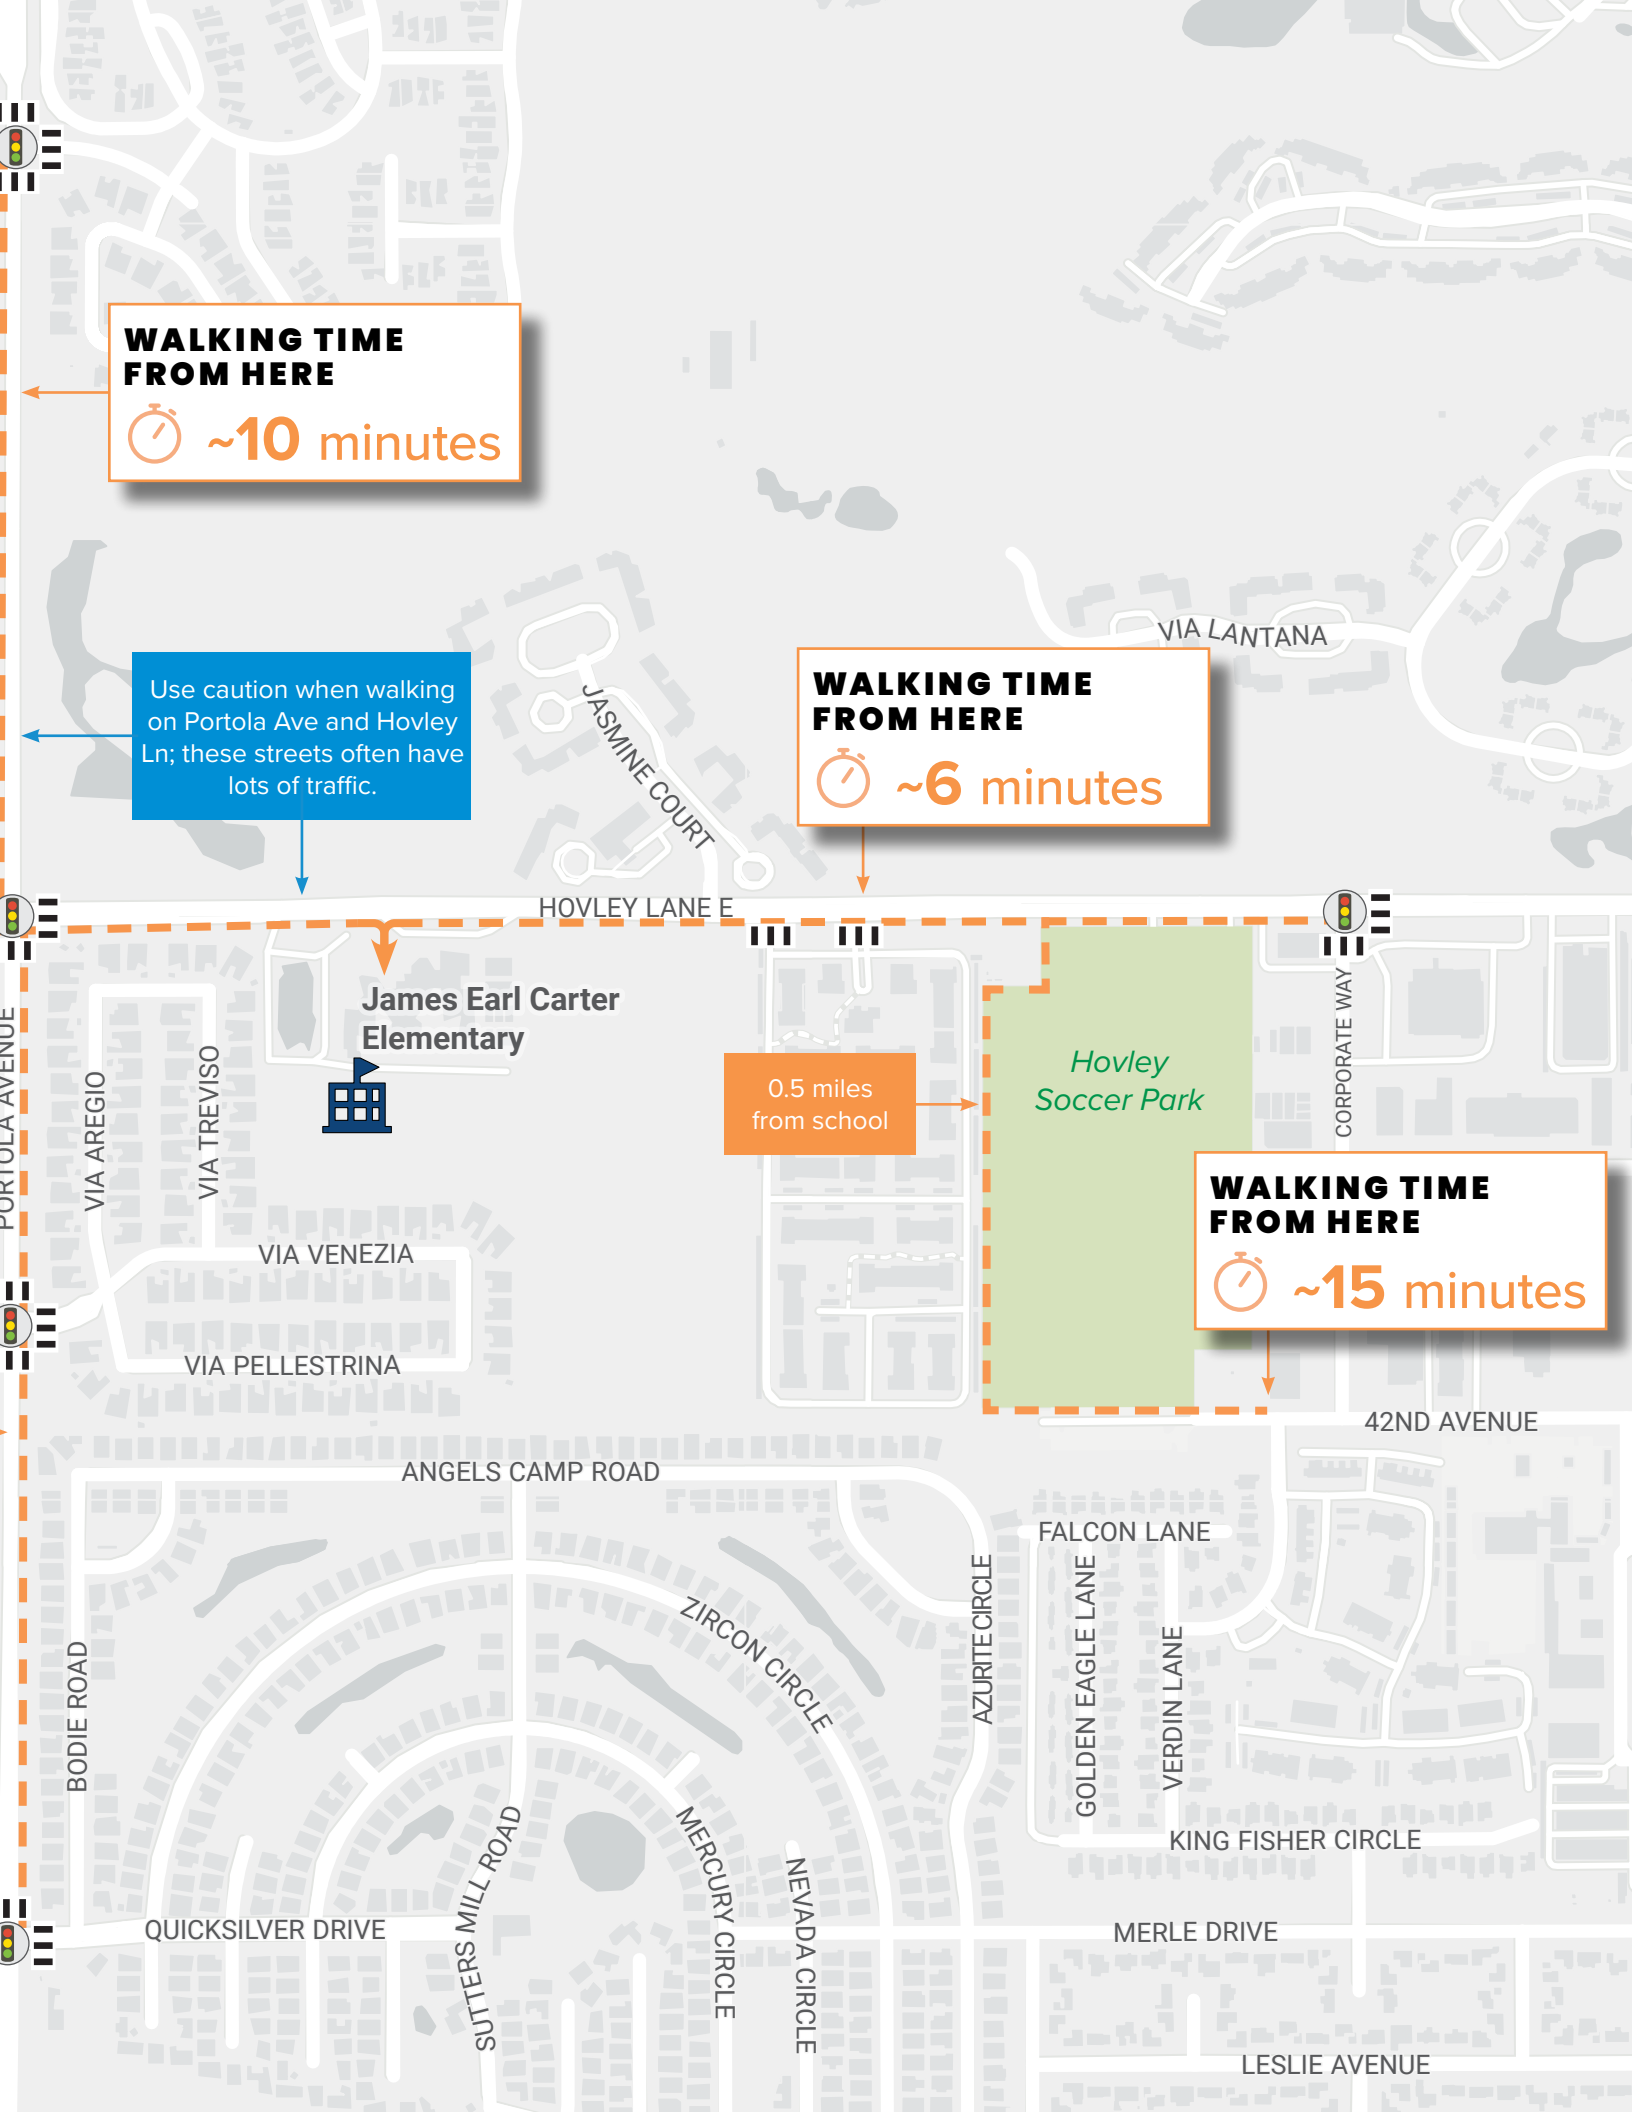 WALKING TIME
FROM HERE
~10 minutes
VIA LANTANA
Use caution when walking
on Portola Ave and Hovley
Ln; these streets often have
lots of traffic.
JASMINE COURT
WALKING TIME
FROM HERE
~6 minutes
HOVLEY LANE E
James Earl Carter
Elementary
PORTOLA AVENUE
VIA AREGIO
VIA TREVISO
0.5 miles
from school
Hovley
Soccer Park
CORPORATE WAY
WALKING TIME
FROM HERE
~15 minutes
VIA VENEZIA
VIA PELLESTRINA
42ND AVENUE
ANGELS CAMP ROAD
FALCON LANE
BODIE ROAD
ZIRCON CIRCLE
AZURITE CIRCLE
GOLDEN EAGLE LANE
VERDIN LANE
SUTTERS MILL ROAD
MERCURY CIRCLE
NEVADA CIRCLE
KING FISHER CIRCLE
QUICKSILVER DRIVE
MERLE DRIVE
LESLIE AVENUE